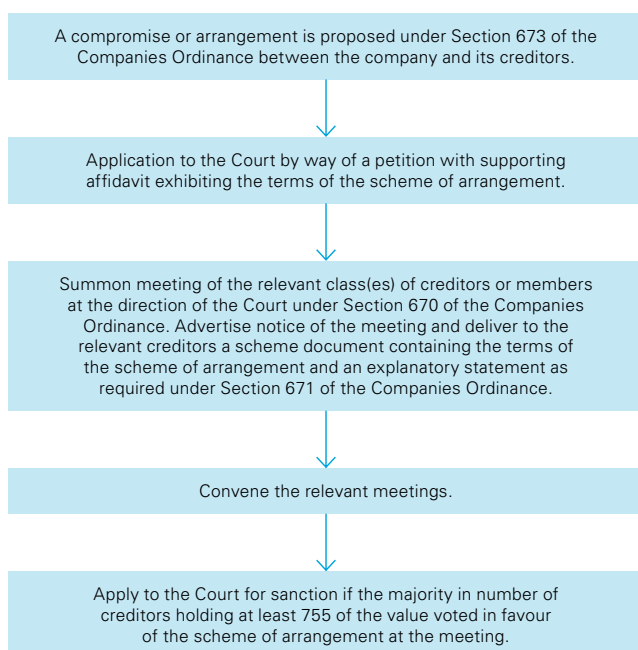 A compromise or arrangement is proposed under Section 673 of the
Companies Ordinance between the company and its creditors.
Application to the Court by way of a petition with supporting
affidavit exhibiting the terms of the scheme of arrangement.
Summon meeting of the relevant class(es) of creditors or members
at the direction of the Court under Section 670 of the Companies
Ordinance. Advertise notice of the meeting and deliver to the
relevant creditors a scheme document containing the terms of
the scheme of arrangement and an explanatory statement as
required under Section 671 of the Companies Ordinance.
Convene the relevant meetings.
Apply to the Court for sanction if the majority in number of
creditors holding at least 755 of the value voted in favour
of the scheme of arrangement at the meeting.